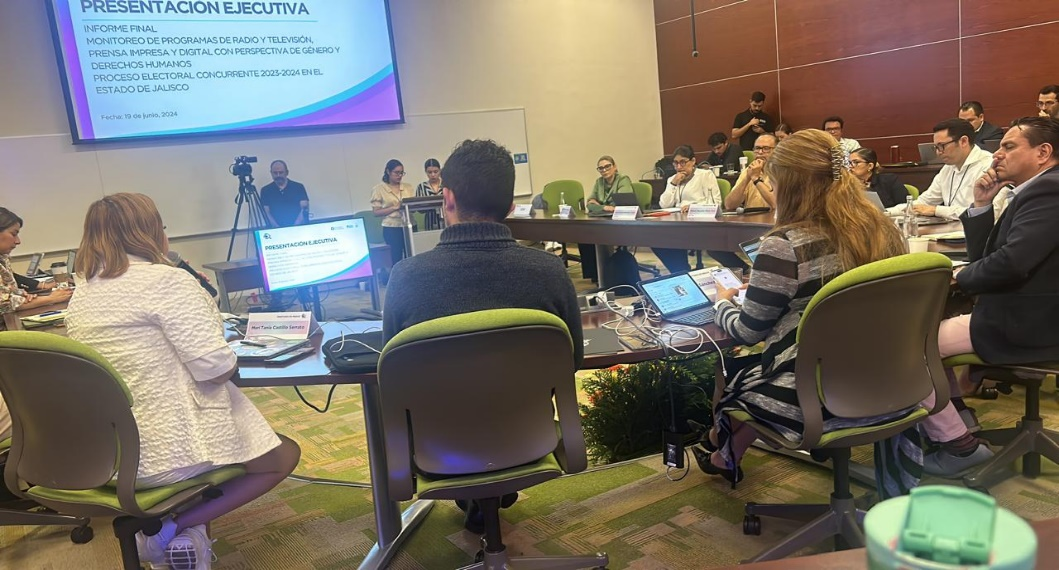 PRESENTACIÓN EJECUTIVA
INFORME FINAL
MONITOREO DE PROGRAMAS DE RADIO Y TELEVISIÓN,
PRENSA IMPRESA Y DIGITAL CON PERSPECTIVA DE GÉNERO Y
DERECHOS HUMANOS
PROCESO ELECTORAL CONCURRENTE 2023-2024 EN EL
ESTADO DE JALISCO
Fecha: 19 de junio, 2024
PRESENTACIÓN EJECUTIVA